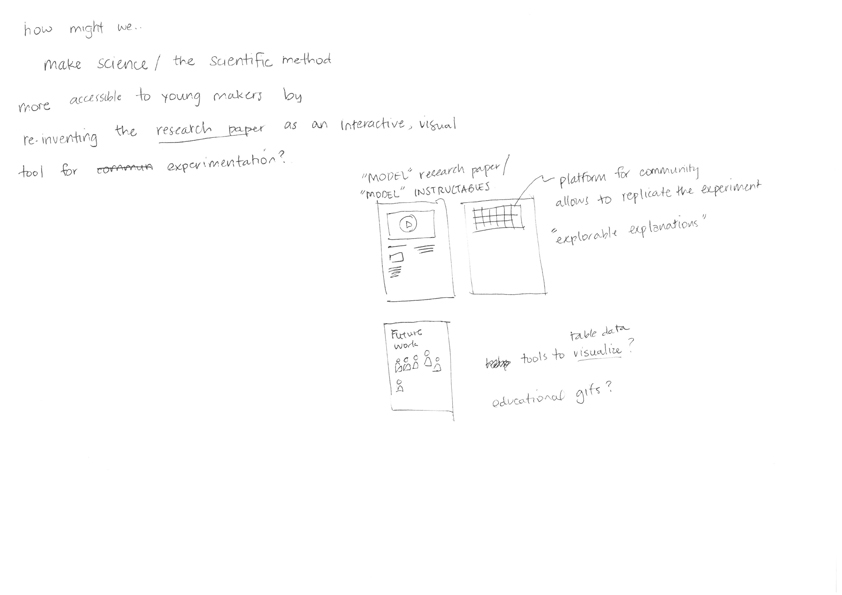 how might we..
make science / the scientific method
more accessible to young makers by
re-inventing the research paper as an interactive, visual
tool for commun experimentation?
"MODEL" research paper/
"MODEL" INSTRUCTABLES
platform for community
allows to replicate the experiment
"explorable explanations"
Future
work
table data
tools to visualize?
educational gifs?